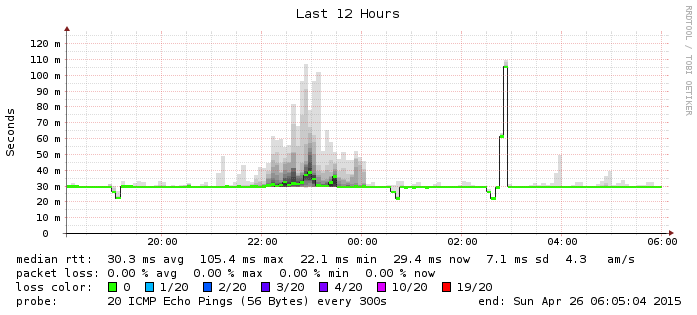 Last 12 Hours
RRDTOOL / TOBI OETIKER
Seconds
120 m
110 m
100 m
90 m
80 m
70 m
60 m
50 m
40 m
30 m
20 m
10 m
0
20:00 22:00 00:00 02:00 04:00 06:00
median rtt: 30.3 ms avg 105.4 ms max 22.1 ms min 29.4 ms now 7.1 ms sd 4.3 am/s
packet loss: 0.00 % avg 0.00 % max 0.00 % min 0.00 % now
loss color: 0 1/20 2/20 3/20 4/20 10/20 19/20
probe: 20 ICMP Echo Pings (56 Bytes) every 300s end: Sun Apr 26 06:05:04 2015